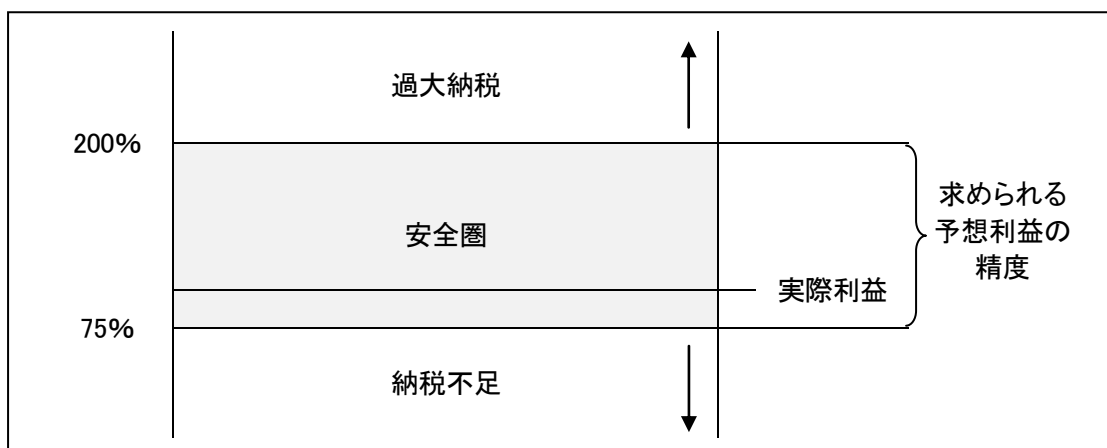 過大納税
200%
安全圏
求められる
予想利益の
精度
実際利益
75%
納税不足